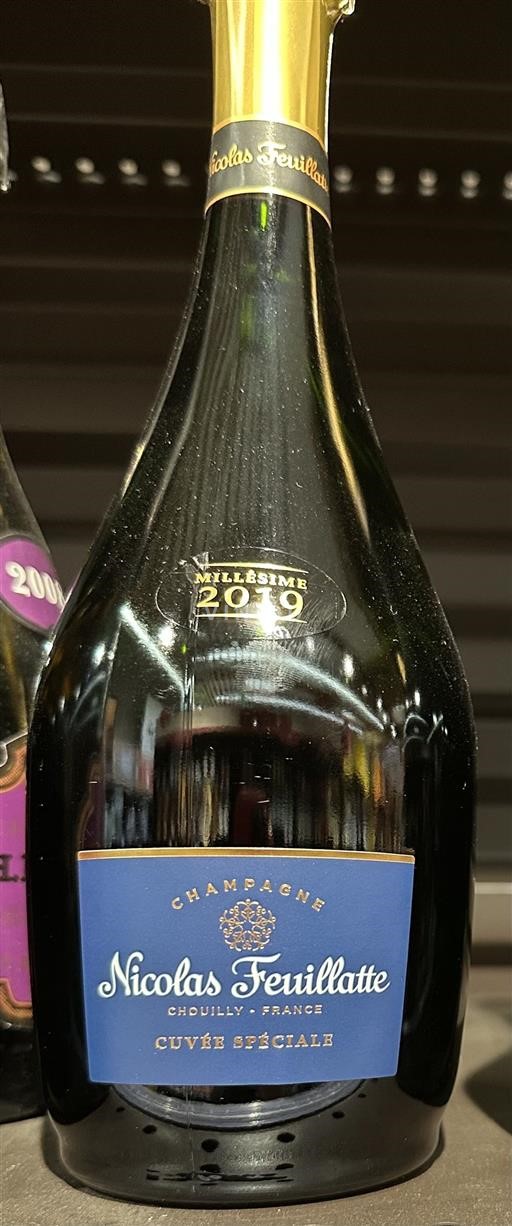 Nicolas Feuillatte
MILLÉSIME
2019
CHAMPAGNE
Nicolas Feuillatte
CHOUILLY • FRANCE
CUVÉE SPÉCIALE